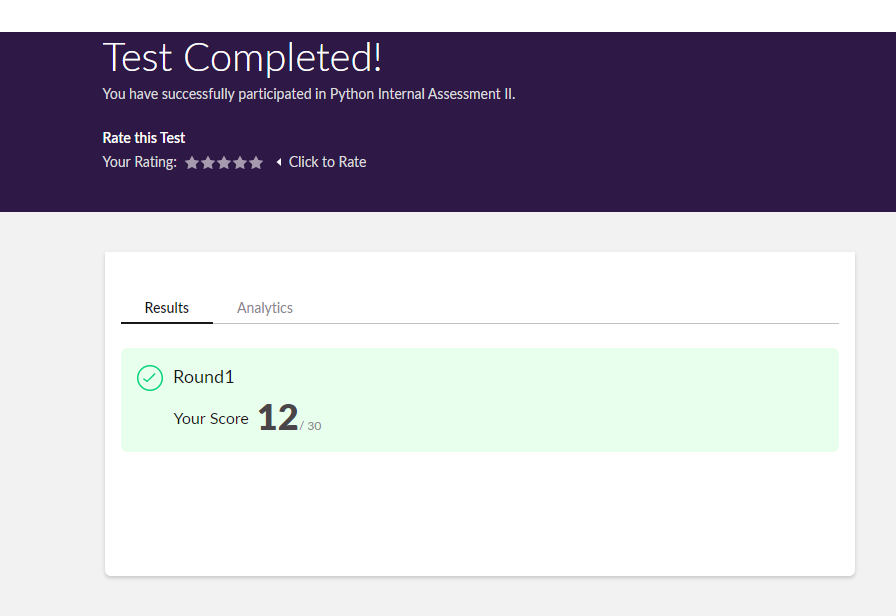 Test Completed!
You have successfully participated in Python Internal Assessment II.
Rate this Test
Your Rating: Click to Rate
Results Analytics
Round1
Your Score 12/ 30